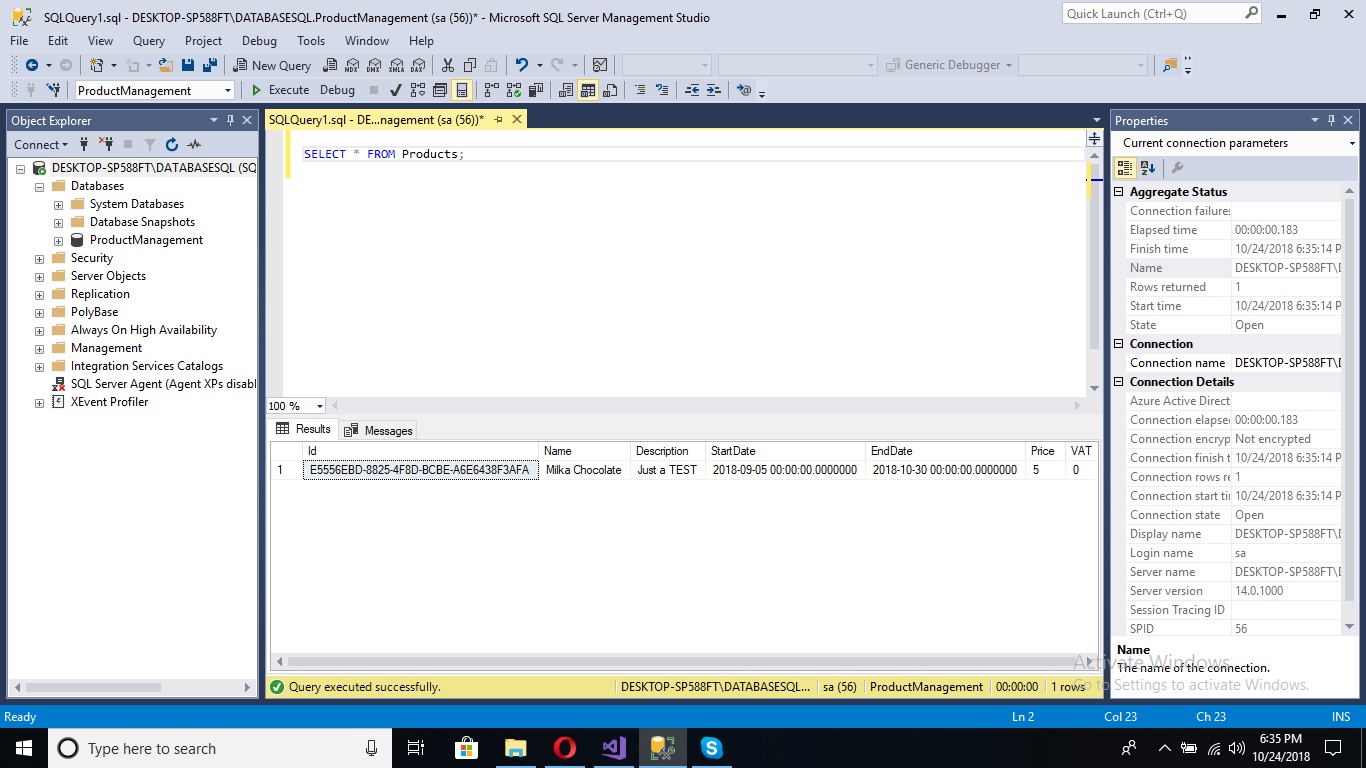 SQLQuery1.sql - DESKTOP-SP588FT\DATABASESQL.ProductManagement (sa (56))* - Microsoft SQL Server Management Studio
Quick Launch (Ctrl+Q)
File Edit View Query Project Debug Tools Window Help
New Query MDX DMX XMLA DAX Generic Debugger
ProductManagement Execute Debug
Object Explorer
Connect
DESKTOP-SP588FT\DATABASESQL (SQ
Databases
System Databases
Database Snapshots
ProductManagement
Security
Server Objects
Replication
PolyBase
Always On High Availability
Management
Integration Services Catalogs
SQL Server Agent (Agent XPs disabl
XEvent Profiler
SQLQuery1.sql - DE...nagement (sa (56))*
SELECT * FROM Products;
100 %
Results Messages
Id Name Description StartDate EndDate Price VAT
1 E5556EBD-8825-4F8D-BCBE-A6E6438F3AFA Milka Chocolate Just a TEST 2018-09-05 00:00:00.0000000 2018-10-30 00:00:00.0000000 5 0
Query executed successfully. DESKTOP-SP588FT\DATABASESQL... sa (56) ProductManagement 00:00:00 1 rows
Properties
Current connection parameters
Aggregate Status
Connection failures
Elapsed time 00:00:00.183
Finish time 10/24/2018 6:35:14 P
Name DESKTOP-SP588FT\D
Rows returned 1
Start time 10/24/2018 6:35:14 P
State Open
Connection
Connection name DESKTOP-SP588FT\D
Connection Details
Azure Active Direct
Connection elapse 00:00:00.183
Connection encryp Not encrypted
Connection finish t 10/24/2018 6:35:14 P
Connection rows re 1
Connection start ti 10/24/2018 6:35:14 P
Connection state Open
Display name DESKTOP-SP588FT\D
Login name sa
Server name DESKTOP-SP588FT\D
Server version 14.0.1000
Session Tracing ID
SPID 56
Name
The name of the connection.
Activate Windows
Go to Settings to activate Windows.
Ready Ln 2 Col 23 Ch 23 INS
Type here to search
6:35 PM
10/24/2018